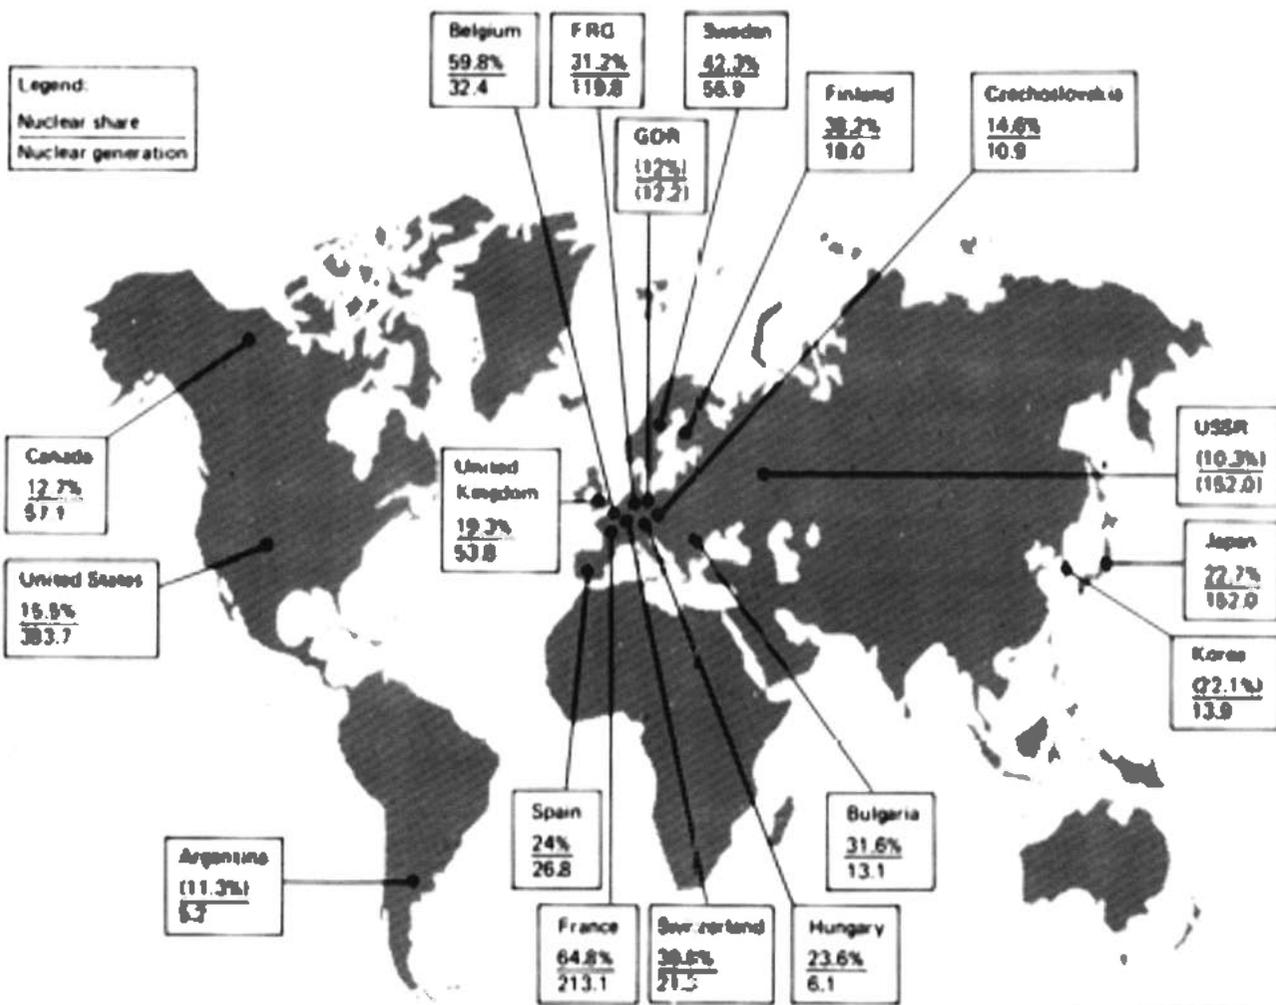 Legend:
Nuclear share
Nuclear generation
Belgium
59.8%
32.4
FRG
31.2%
119.8
Sweden
42.3%
GDR
(12%)
(12.2)
Finland
38.2%
18.0
Czechoslovakia
14.6%
10.9
Canada
12.7%
57.1
United
Kingdom
19.3%
53.8
USSR
(10.3%)
(152.0)
United States
383.7
Japan
22.7%
152.0
Korea
(22.1%)
13.9
Spain
24%
26.8
Bulgaria
31.6%
13.1
Argentina
(11.3%)
France
64.8%
213.1
Switzerland
Hungary
23.6%
6.1